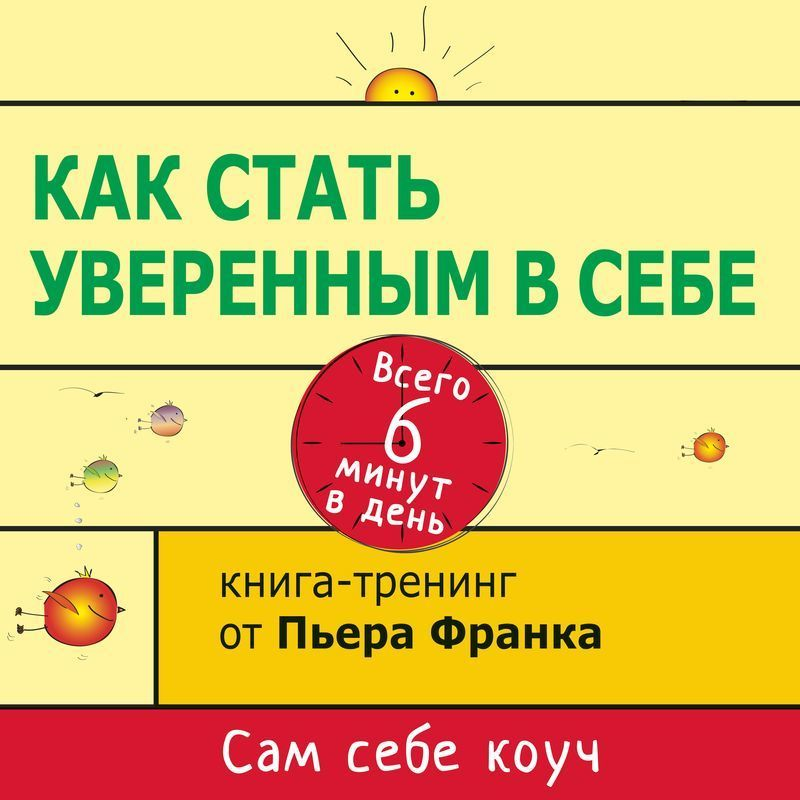 КАК СТАТЬ
УВЕРЕННЫМ В СЕБЕ
Всего
6
минут
в день
книга-тренинг
от Пьера Франка
Сам себе коуч